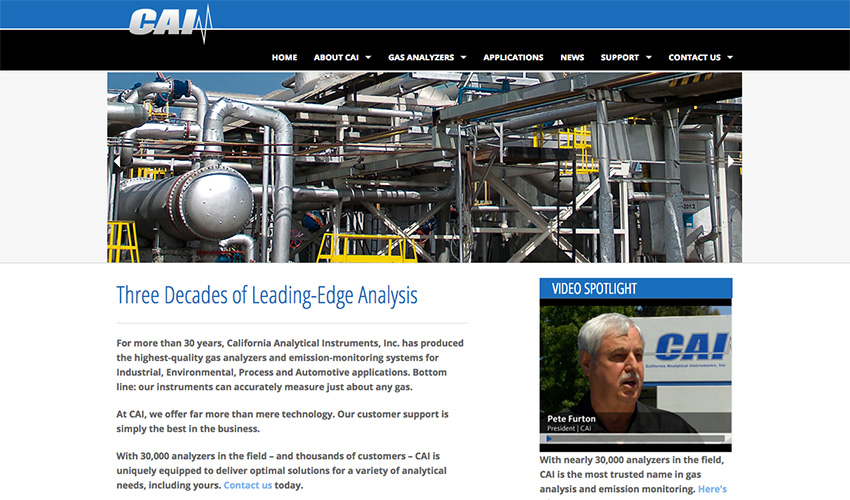 CAI
HOME ABOUT CAI GAS ANALYZERS APPLICATIONS NEWS SUPPORT CONTACT US
Three Decades of Leading-Edge Analysis
For more than 30 years, California Analytical Instruments, Inc. has produced
the highest-quality gas analyzers and emission-monitoring systems for
Industrial, Environmental, Process and Automotive applications. Bottom
line: our instruments can accurately measure just about any gas.
At CAI, we offer far more than mere technology. Our customer support is
simply the best in the business.
With 30,000 analyzers in the field – and thousands of customers – CAI is
uniquely equipped to deliver optimal solutions for a variety of analytical
needs, including yours. Contact us today.
VIDEO SPOTLIGHT
CAI
California Analytical Instruments, Inc
Pete Furton
President | CAI
With nearly 30,000 analyzers in the field,
CAI is the most trusted name in gas
analysis and emission monitoring. Here's